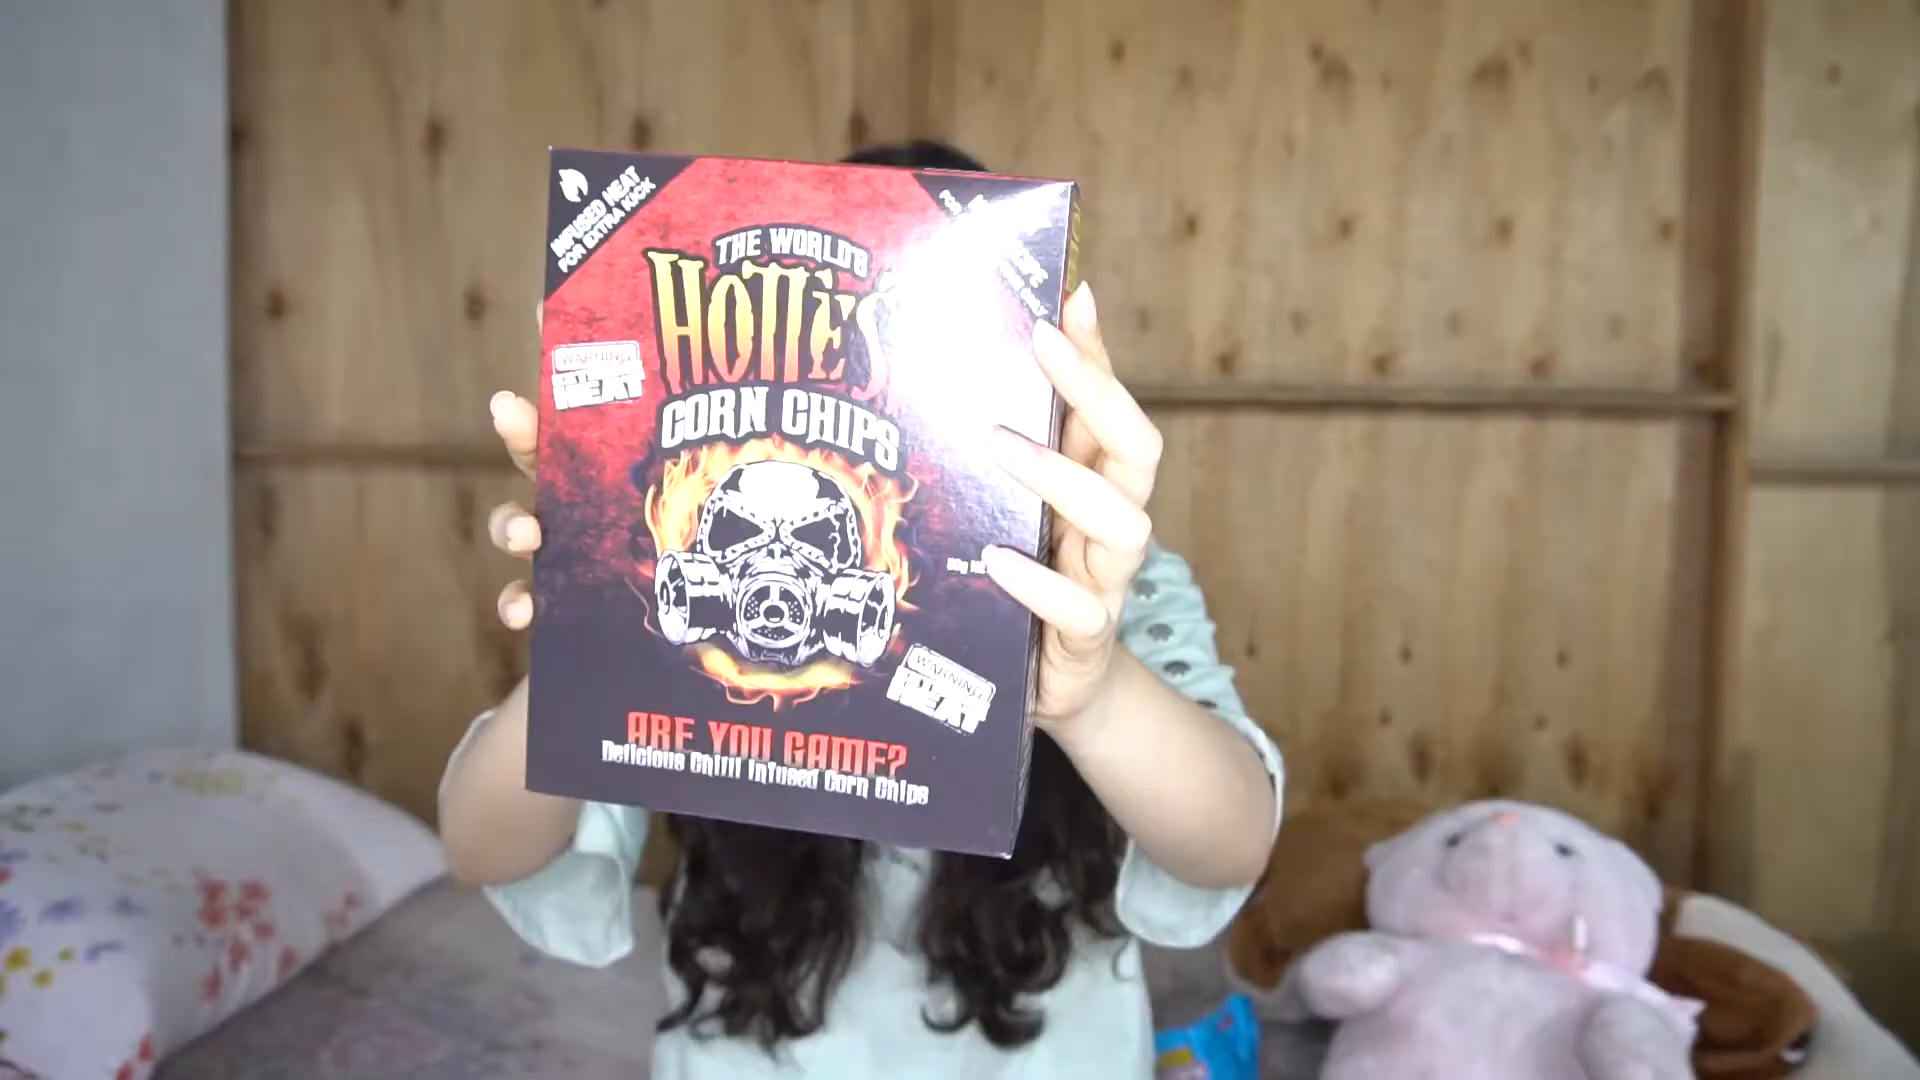 INFUSED HEAT
FOR EXTRA KICK
THE WORLD'S
HOTTES
CORN CHIPS
WARNING
HEAT
80g
WARNING
HEAT
ARE YOU GAME?
Delicious Chilli Infused Corn Chips